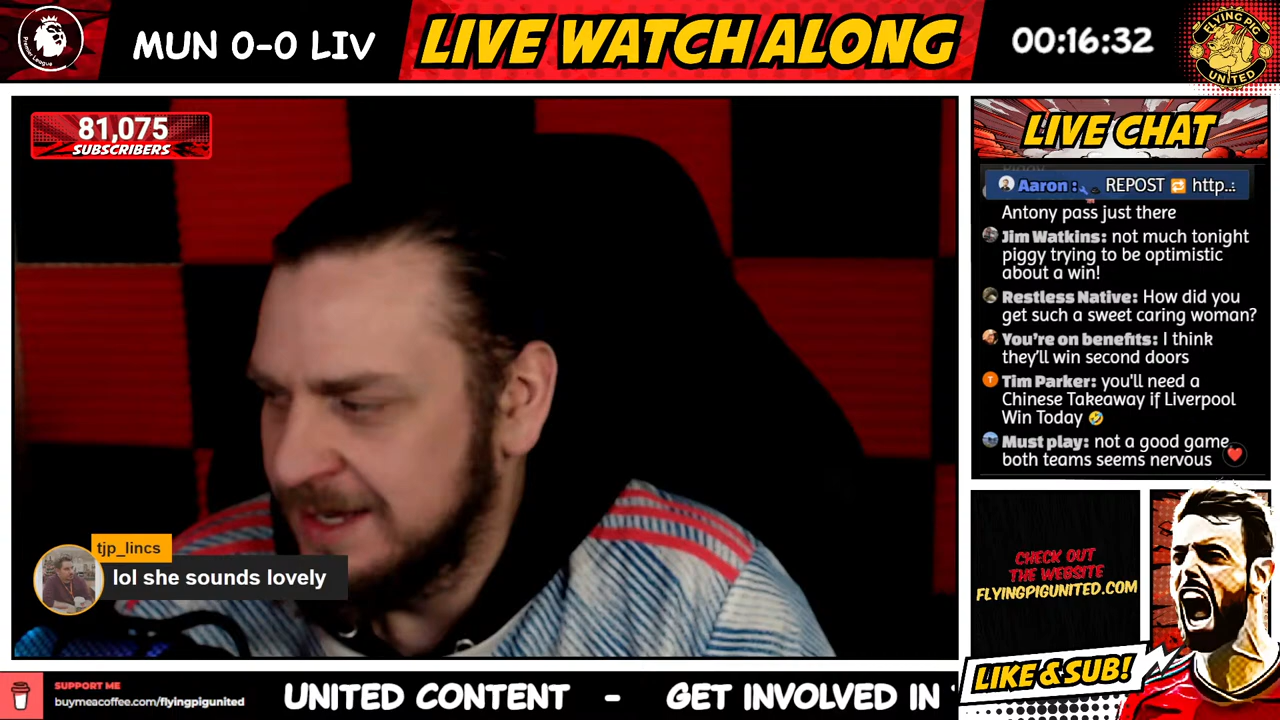 Premier League
MUN 0-0 LIV
LIVE WATCH ALONG
00:16:32
FLYING PIG
UNITED
81,075
SUBSCRIBERS
LIVE CHAT
Aaron : REPOST http..:
Antony pass just there
Jim Watkins: not much tonight
piggy trying to be optimistic
about a win!
Restless Native: How did you
get such a sweet caring woman?
You're on benefits: I think
they'll win second doors
T Tim Parker: you'll need a
Chinese Takeaway if Liverpool
Win Today
Must play: not a good game
both teams seems nervous
tjp_lincs
lol she sounds lovely
CHECK OUT
THE WEBSITE
FLYINGPIGUNITED.COM
LIKE & SUB!
SUPPORT ME
buymeacoffee.com/flyingpigunited
UNITED CONTENT - GET INVOLVED IN